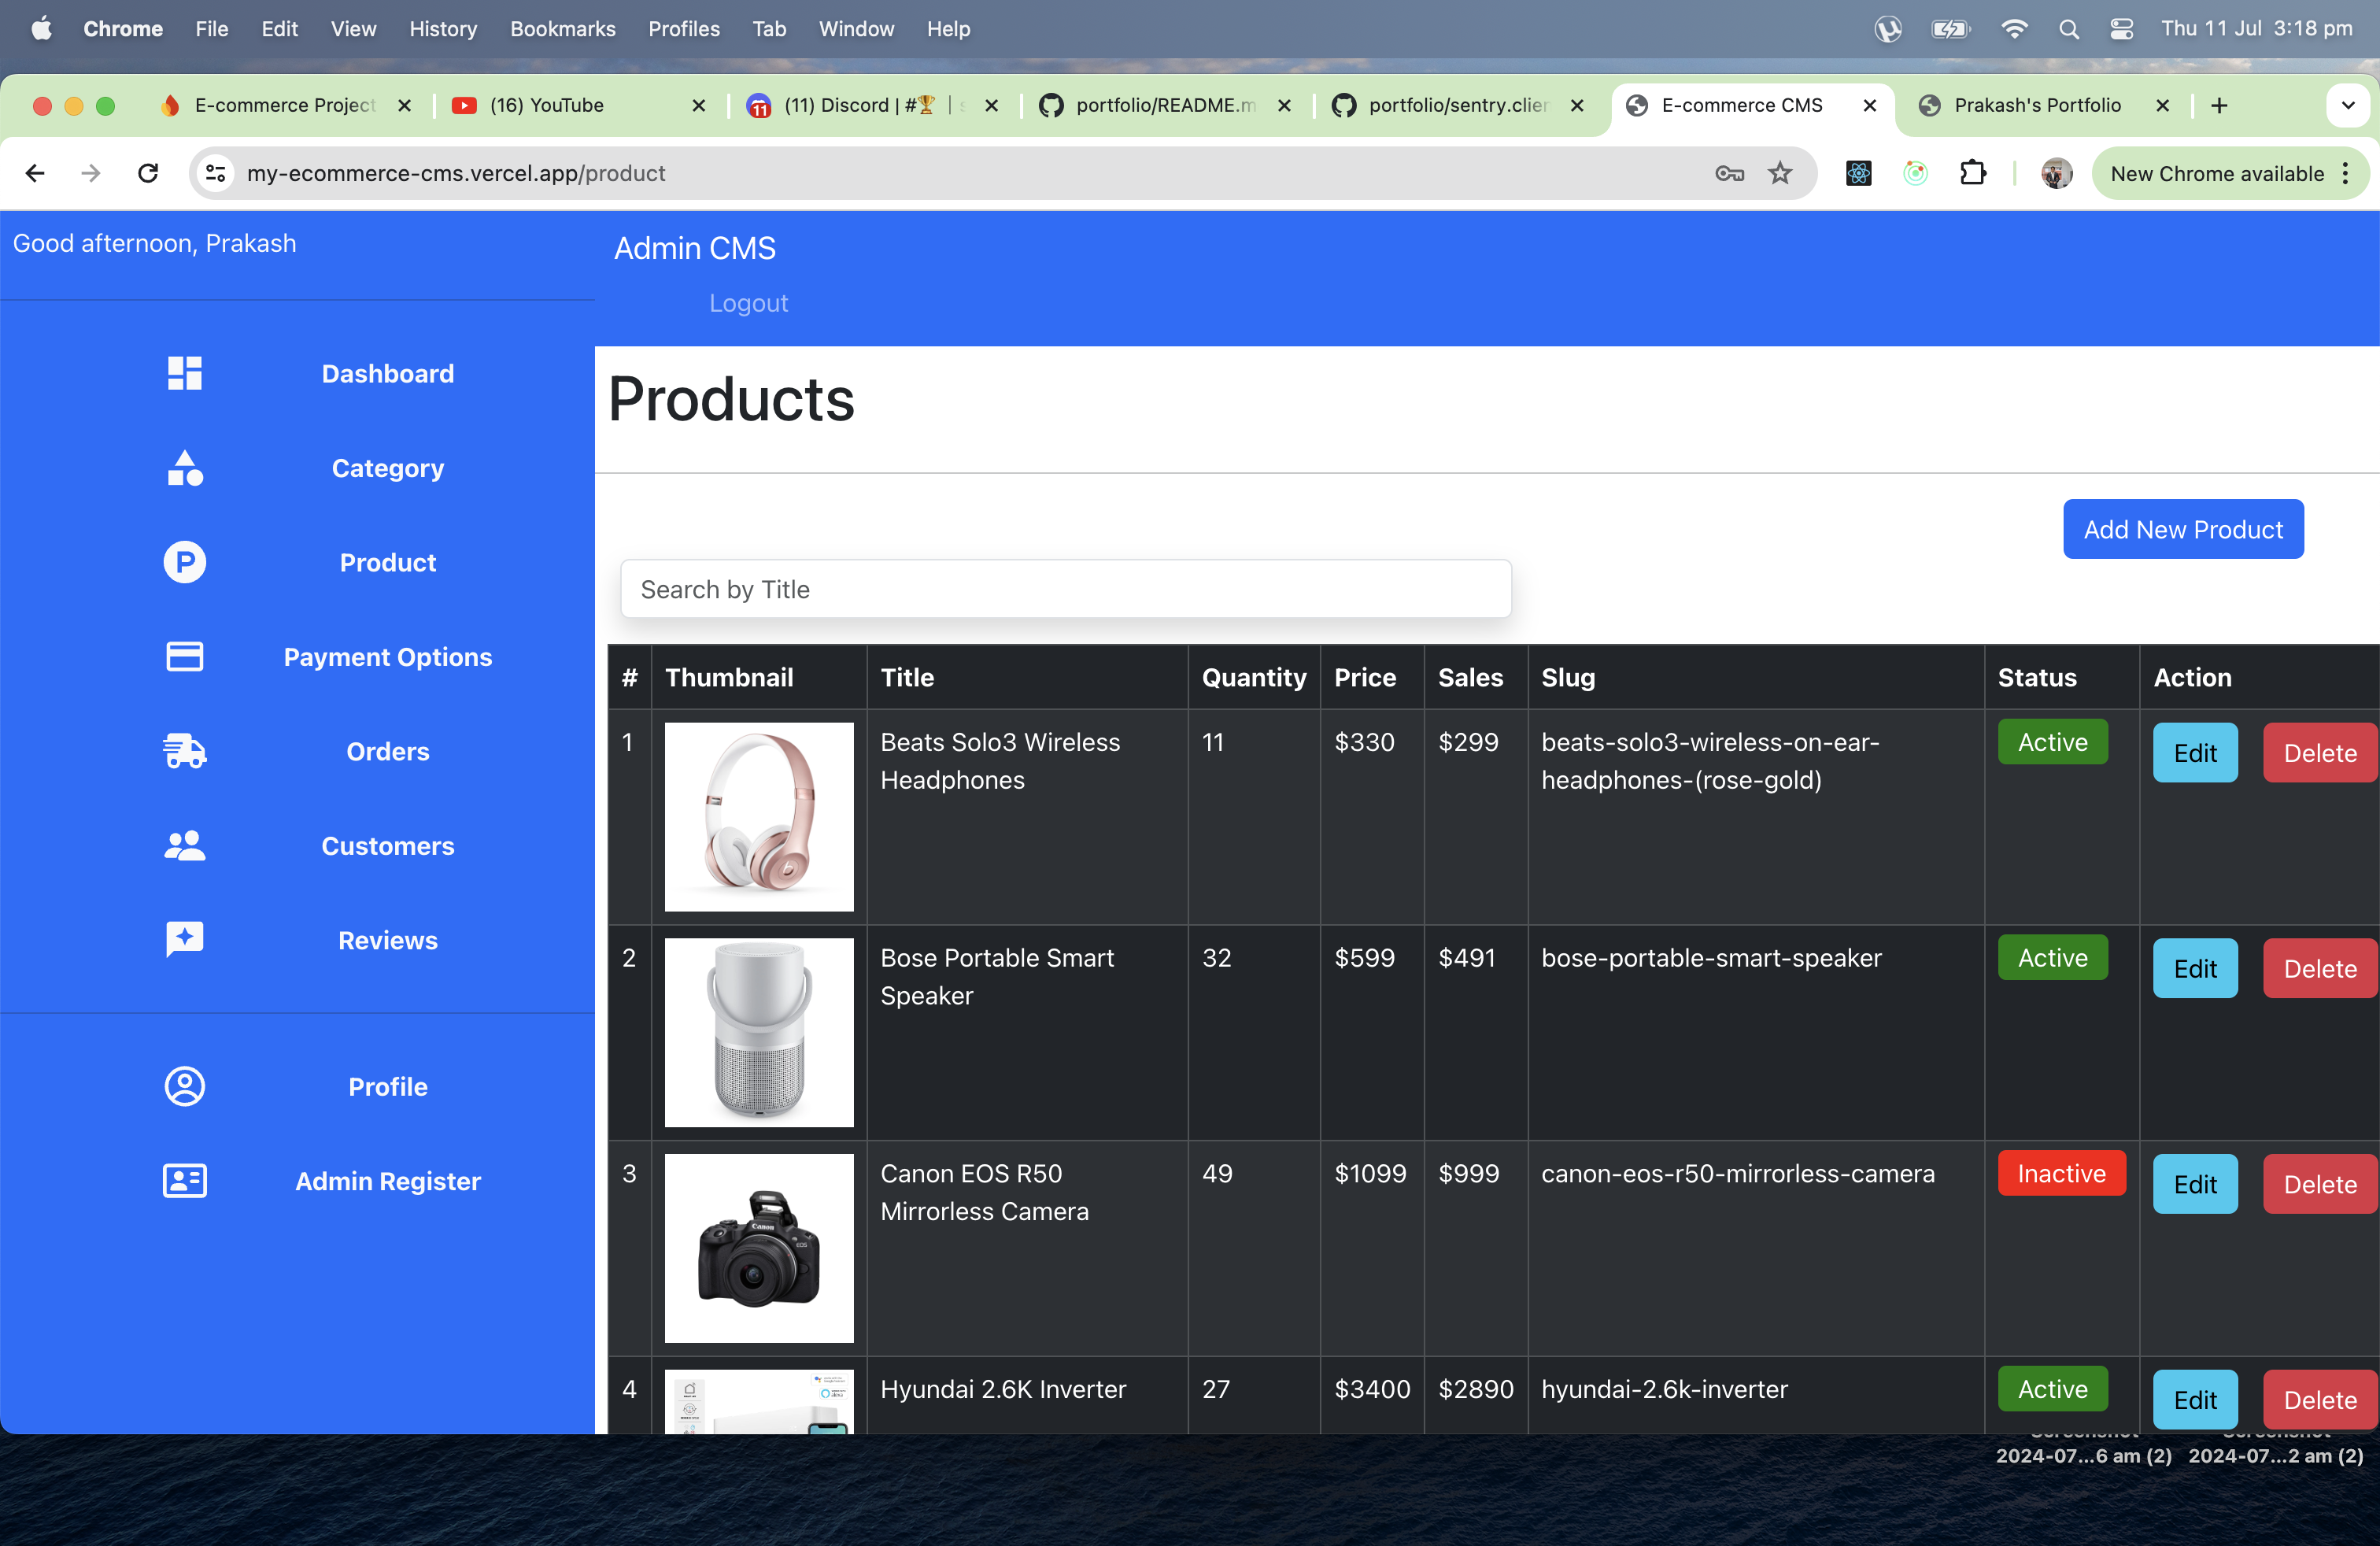 Chrome File Edit View History Bookmarks Profiles Tab Window Help Thu 11 Jul 3:18 pm
E-commerce Project (16) YouTube (11) Discord | #🏆 | portfolio/README.m portfolio/sentry.clien E-commerce CMS Prakash's Portfolio
my-ecommerce-cms.vercel.app/product New Chrome available
Good afternoon, Prakash
Admin CMS
Logout
Dashboard
Category
Product
Payment Options
Orders
Customers
Reviews
Profile
Admin Register
Products
Add New Product
Search by Title
# Thumbnail Title Quantity Price Sales Slug Status Action
1 Beats Solo3 Wireless 11 $330 $299 beats-solo3-wireless-on-ear- Active Edit Delete
Headphones headphones-(rose-gold)
2 Bose Portable Smart 32 $599 $491 bose-portable-smart-speaker Active Edit Delete
Speaker
3 Canon EOS R50 49 $1099 $999 canon-eos-r50-mirrorless-camera Inactive Edit Delete
Mirrorless Camera
Canon
EOS
4 Hyundai 2.6K Inverter 27 $3400 $2890 hyundai-2.6k-inverter Active Edit Delete
2024-07...6 am (2) 2024-07...2 am (2)